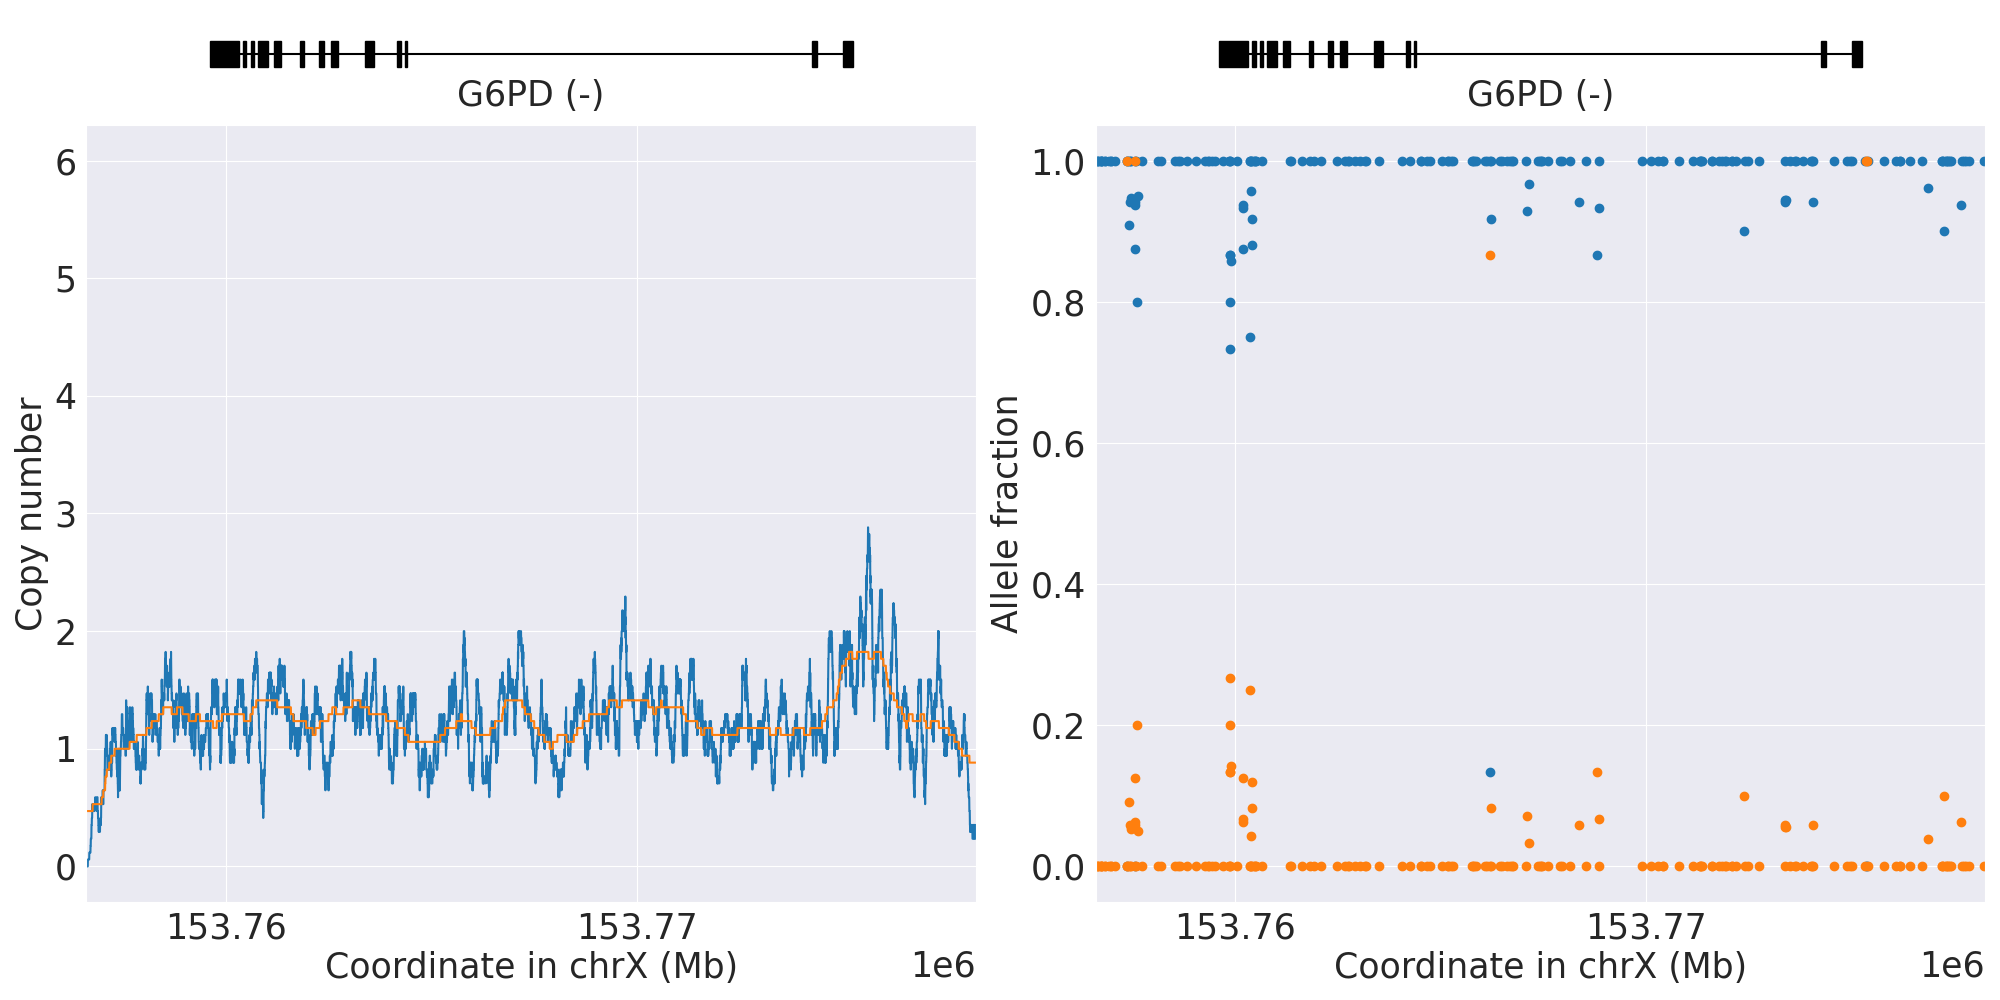 G6PD (-)
6
5
4
3
2
1
0
Copy number
153.76
153.77
Coordinate in chrX (Mb)
1e6
G6PD (-)
1.0
0.8
0.6
0.4
0.2
0.0
Allele fraction
153.76
153.77
Coordinate in chrX (Mb)
1e6